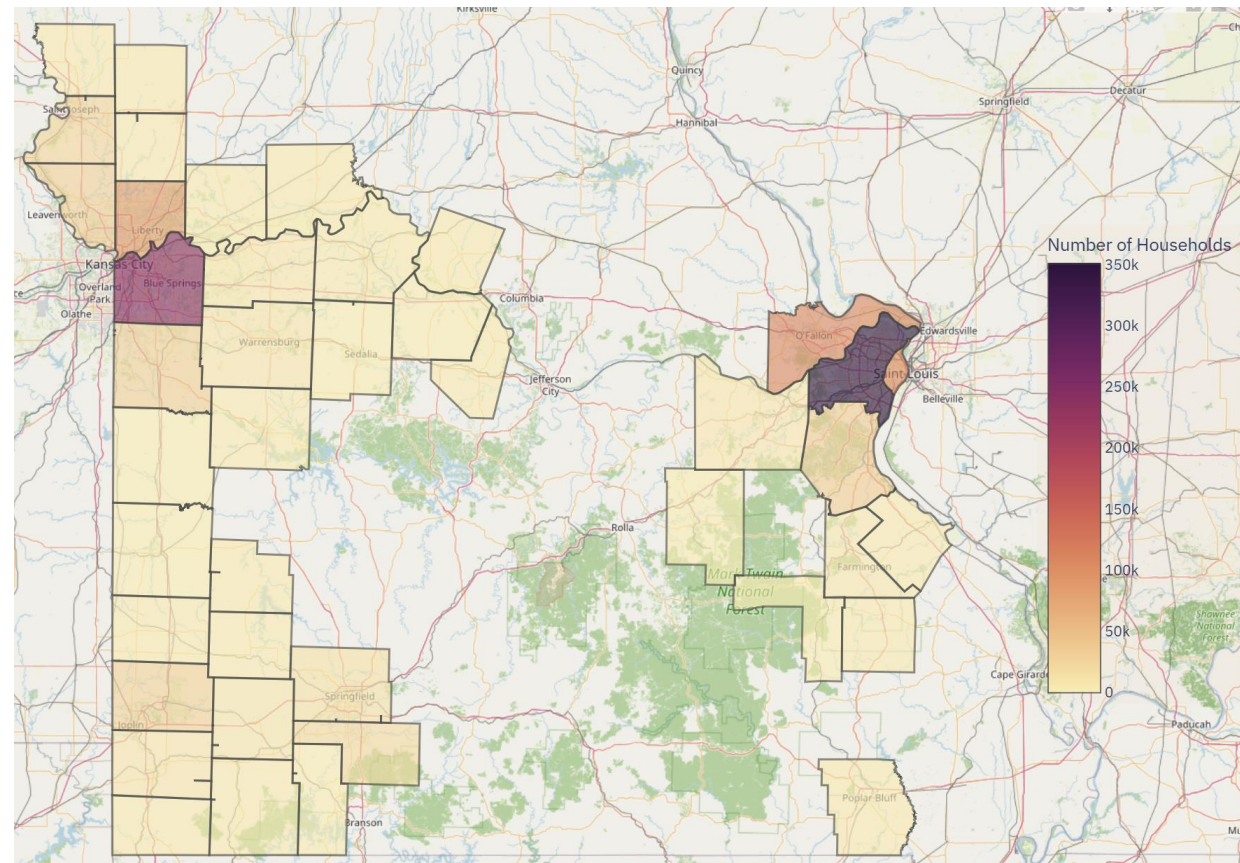 Kirksville
Quincy
Hannibal
Springfield
Decatur
Saint Joseph
Leavenworth
Liberty
Kansas City
Overland
Park
Blue Springs
Olathe
Warrensburg
Sedalia
Columbia
Jefferson
City
O'Fallon
Edwardsville
Saint Louis
Belleville
Number of Households
350k
300k
250k
200k
150k
100k
50k
0
Rolla
Mark Twain
National
Forest
Farmington
Shawnee
National
Forest
Cape Girarde
Paducah
Springfield
Joplin
Branson
Poplar Bluff